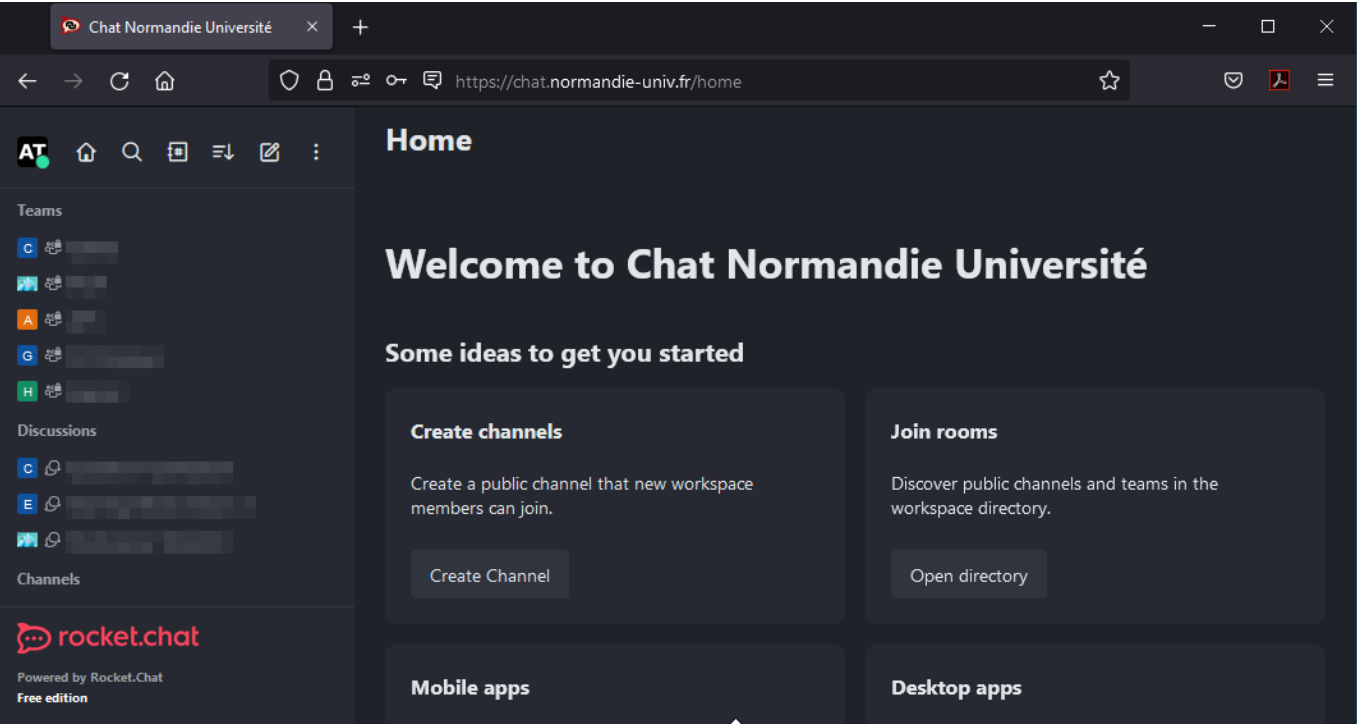 Chat Normandie Université
https://chat.normandie-univ.fr/home
AT
Home
Teams
C
A
G
H
Discussions
C
E
Channels
rocket.chat
Powered by Rocket.Chat
Free edition
Welcome to Chat Normandie Université
Some ideas to get you started
Create channels
Create a public channel that new workspace
members can join.
Create Channel
Join rooms
Discover public channels and teams in the
workspace directory.
Open directory
Mobile apps
Desktop apps